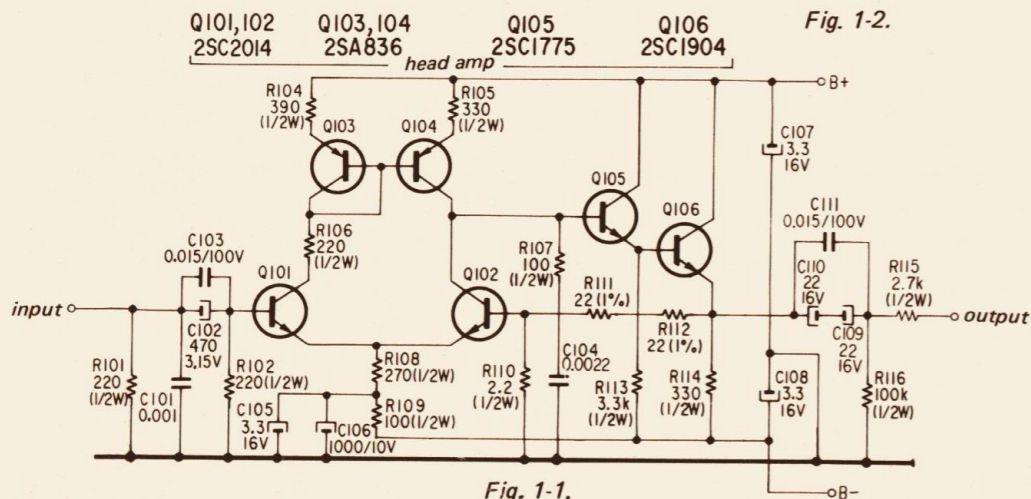 Q101,102
2SC2014
Q103,104
2SA836
Q105
2SC1775
Q106
2SC1904
Fig. 1-2.
head amp
B+
R104
390
(1/2W)
R105
330
(1/2W)
Q103
Q104
C107
3.3
16V
Q105
Q106
C111
0.015/100V
C103
0.015/100V
R106
220
(1/2W)
R107
100
(1/2W)
Q101
Q102
R111
22(1%)
C110
22
16V
R115
2.7k
(1/2W)
input
C102
470
3.15V
R112
22(1%)
C109
22
16V
output
R101
220
(1/2W)
C101
0.001
R102
220(1/2W)
R108
270(1/2W)
R110
2.2
(1/2W)
C104
0.0022
R113
3.3k
(1/2W)
R114
330
(1/2W)
C108
3.3
16V
R116
100k
(1/2W)
C105
3.3
16V
C106
1000/10V
R109
100(1/2W)
Fig. 1-1.
B-